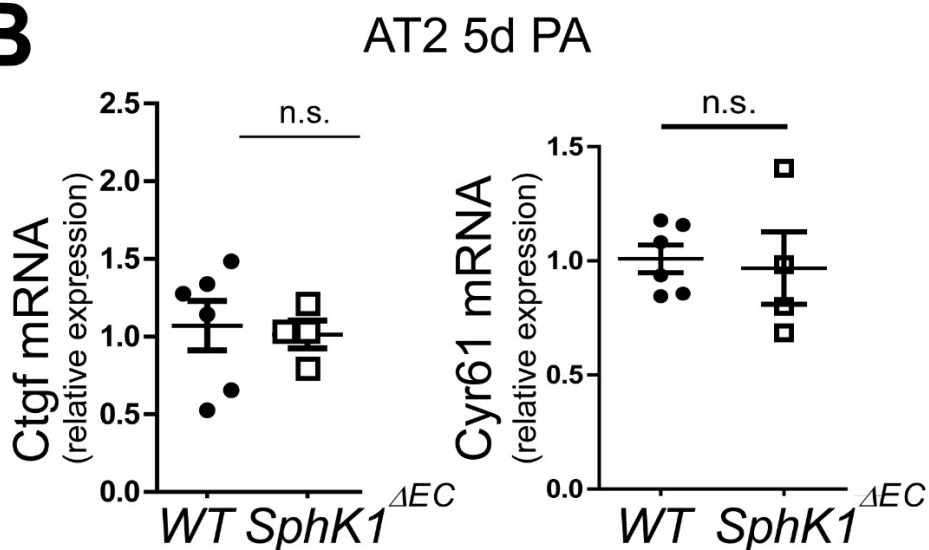 B
AT2 5d PA
Ctgf mRNA
(relative expression)
2.5
2.0
1.5
1.0
0.5
0.0
n.s.
WT SphK1ΔEC
Cyr61 mRNA
(relative expression)
1.5
1.0
0.5
0.0
n.s.
WT SphK1ΔEC